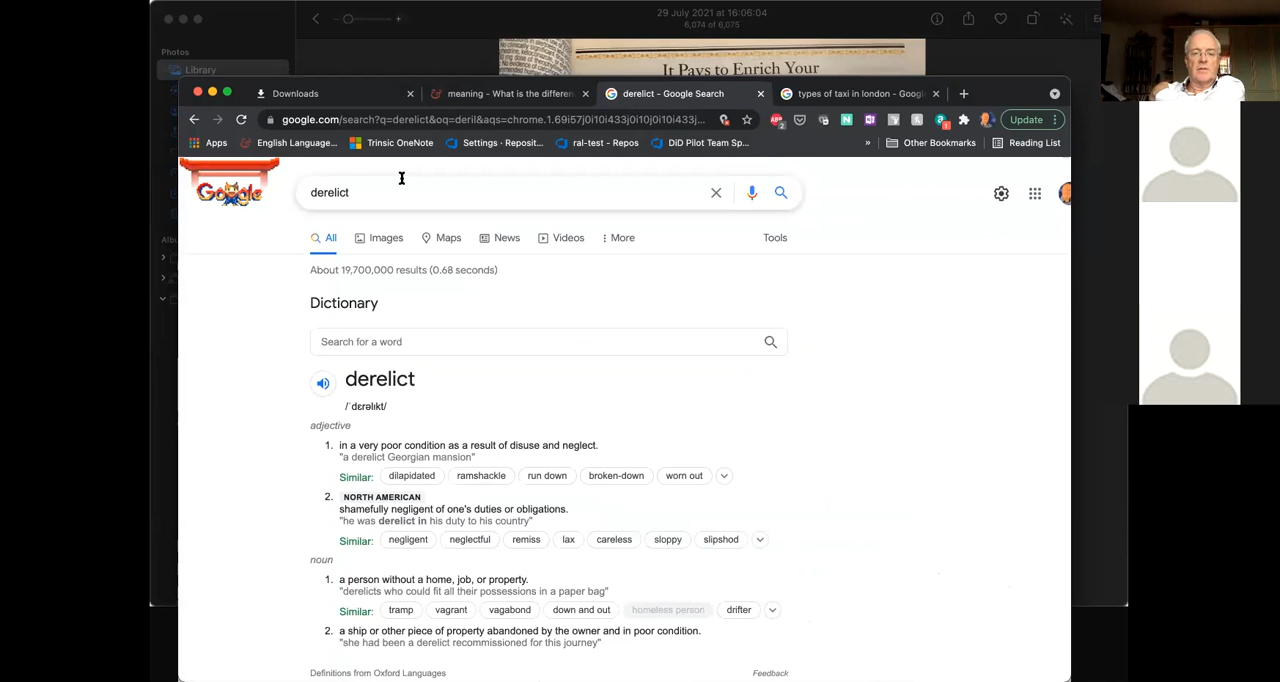 29 July 2021 at 16:06:04
6,074 of 6,075
Photos
Library
It Pays to Enrich Your
Downloads
meaning - What is the differen
derelict - Google Search
types of taxi in london - Googl
google.com/search?q=derelict&oq=deril&aqs=chrome.1.69i57j0i10i433j0j10j0i10i433j...
Update
Apps
English Language...
Trinsic OneNote
Settings - Reposit...
ral-test - Repos
DiD Pilot Team Sp...
»
Other Bookmarks
Reading List
Google
derelict
All
Images
Maps
News
Videos
More
Tools
About 19,700,000 results (0.68 seconds)
Dictionary
Search for a word
derelict
/ˈdɛrəlɪkt/
adjective
1. in a very poor condition as a result of disuse and neglect.
"a derelict Georgian mansion"
Similar: dilapidated ramshackle run down broken-down worn out
2. NORTH AMERICAN
shamefully negligent of one's duties or obligations.
"he was derelict in his duty to his country"
Similar: negligent neglectful remiss lax careless sloppy slipshod
noun
1. a person without a home, job, or property.
"derelicts who could fit all their possessions in a paper bag"
Similar: tramp vagrant vagabond down and out homeless person drifter
2. a ship or other piece of property abandoned by the owner and in poor condition.
"she had been a derelict recommissioned for this journey"
Definitions from Oxford Languages
Feedback